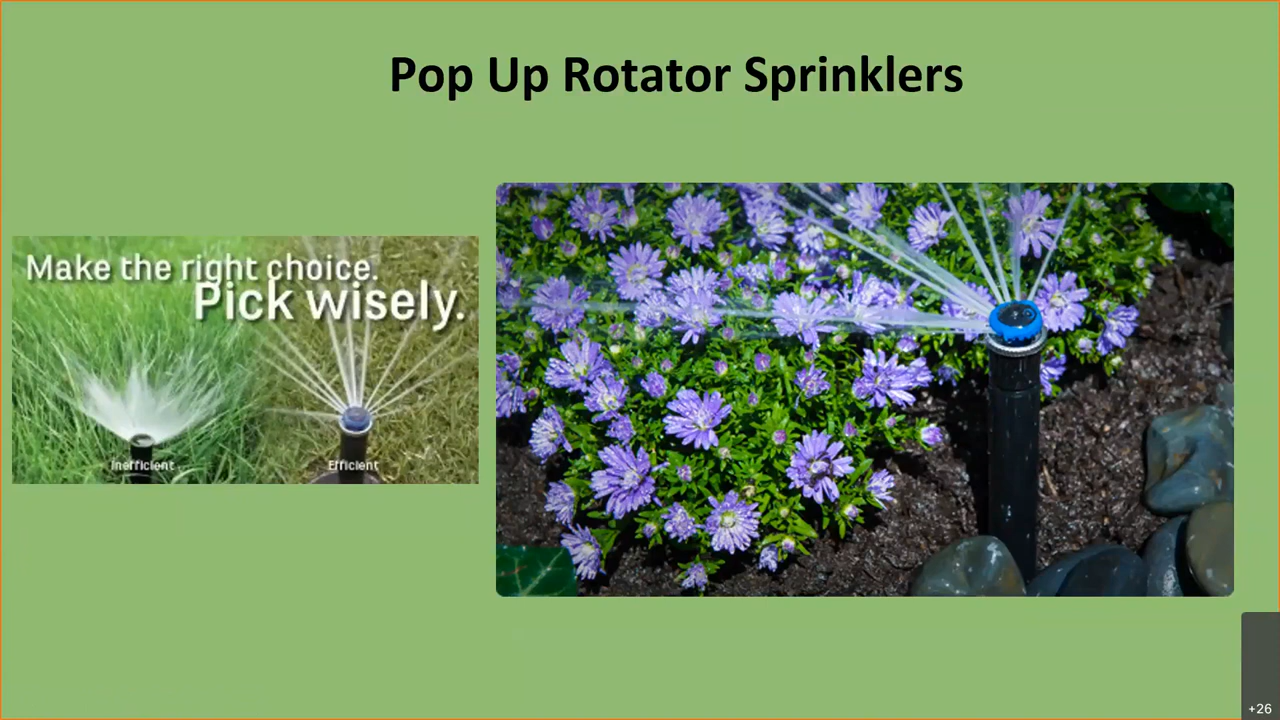 Pop Up Rotator Sprinklers
Make the right choice.
Pick wisely.
Inefficient
Efficient
+26